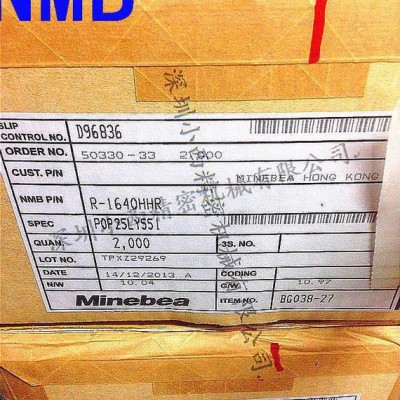 NMB
SLIP
CONTROL NO. D96836
ORDER NO. 50330-33 21,000
CUST. P/N MINEBEA HONG KONG
NMB P/N R-1640HHR
SPEC P0P25LY551
QUAN. 2,000 3S. NO.
LOT NO. TPXZ29269
DATE 14/12/2013 A CODING
N/W 10.04 G/W. 10.97
Minebea ITEM NO. BG038-27